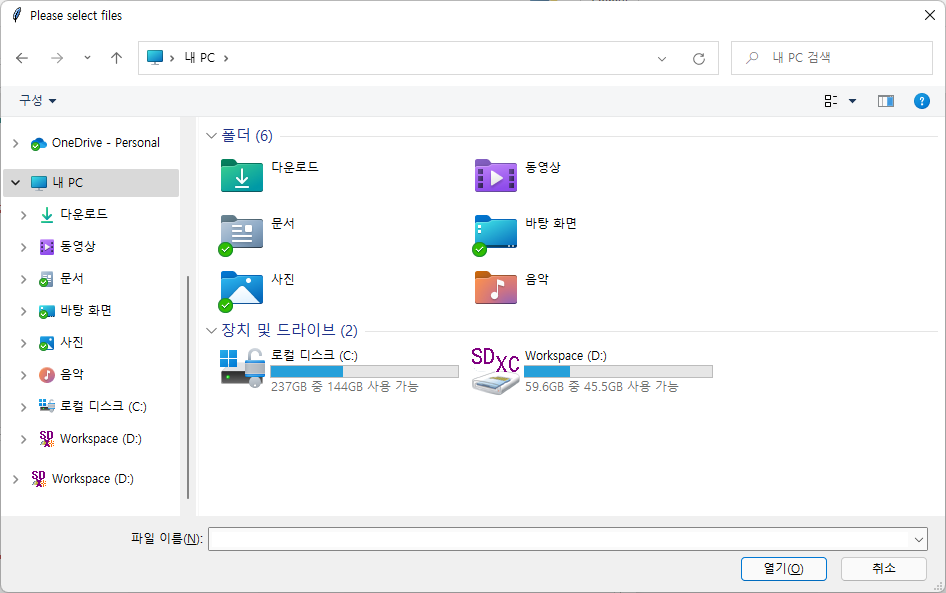 Please select files
내 PC
내 PC 검색
구성
OneDrive - Personal
내 PC
다운로드
동영상
문서
바탕 화면
사진
음악
로컬 디스크 (C:)
Workspace (D:)
Workspace (D:)
폴더 (6)
다운로드
동영상
문서
바탕 화면
사진
음악
장치 및 드라이브 (2)
로컬 디스크 (C:)
237GB 중 144GB 사용 가능
SDXC
Workspace (D:)
59.6GB 중 45.5GB 사용 가능
파일 이름(N):
열기(O)
취소